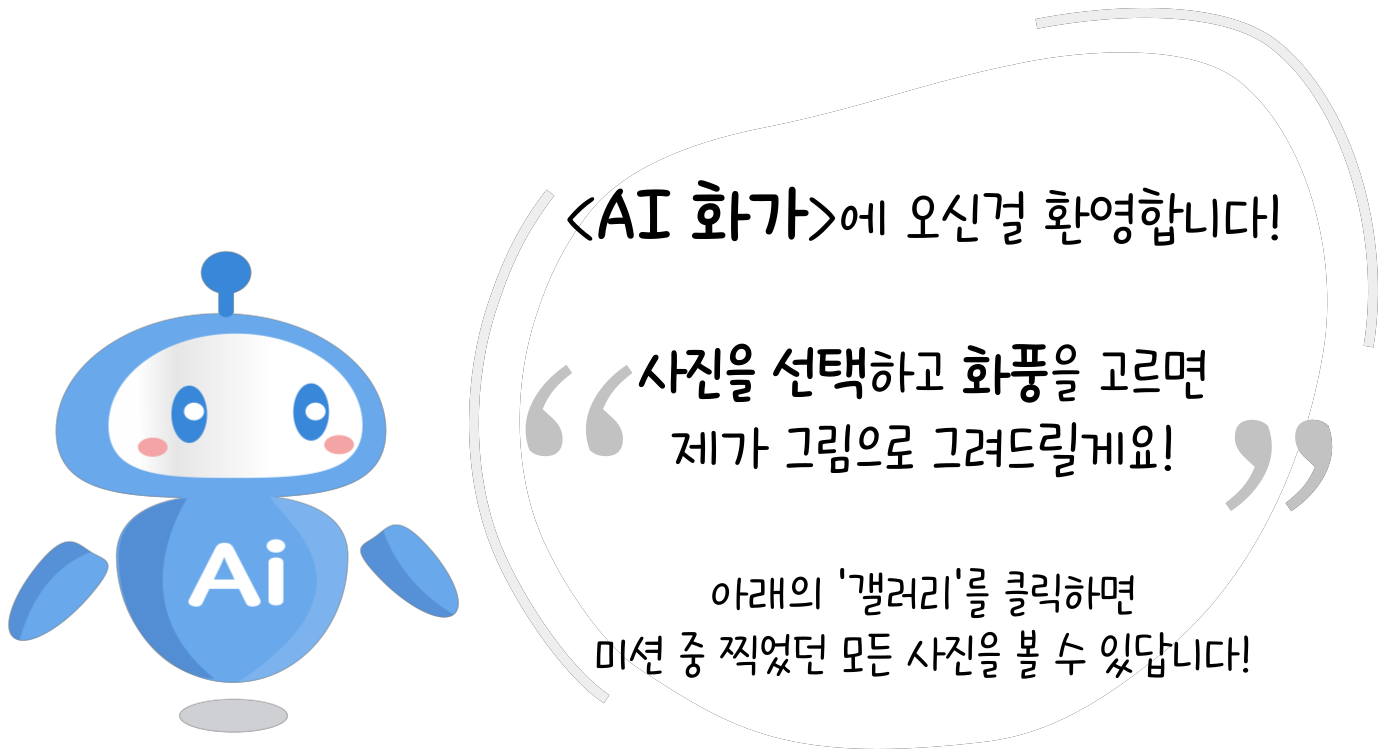 <AI 화가>에 오신걸 환영합니다!
“사진을 선택하고 화풍을 고르면
제가 그림으로 그려드릴게요!”
아래의 '갤러리'를 클릭하면
미션 중 찍었던 모든 사진을 볼 수 있답니다!
Ai